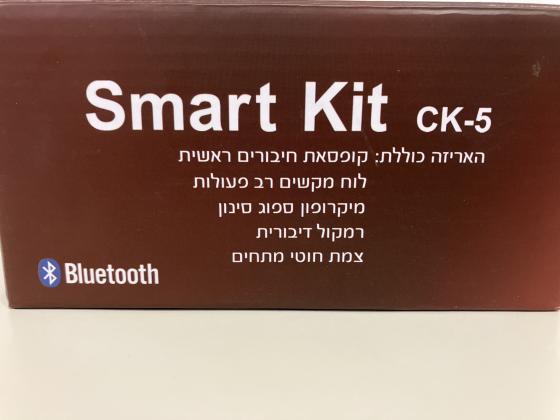 Smart Kit CK-5
האריזה כוללת: קופסאת חיבורים ראשית
לוח מקשים רב פעולות
מיקרופון ספוג סינון
רמקול דיבורית
צמת חוטי מתחים
Bluetooth